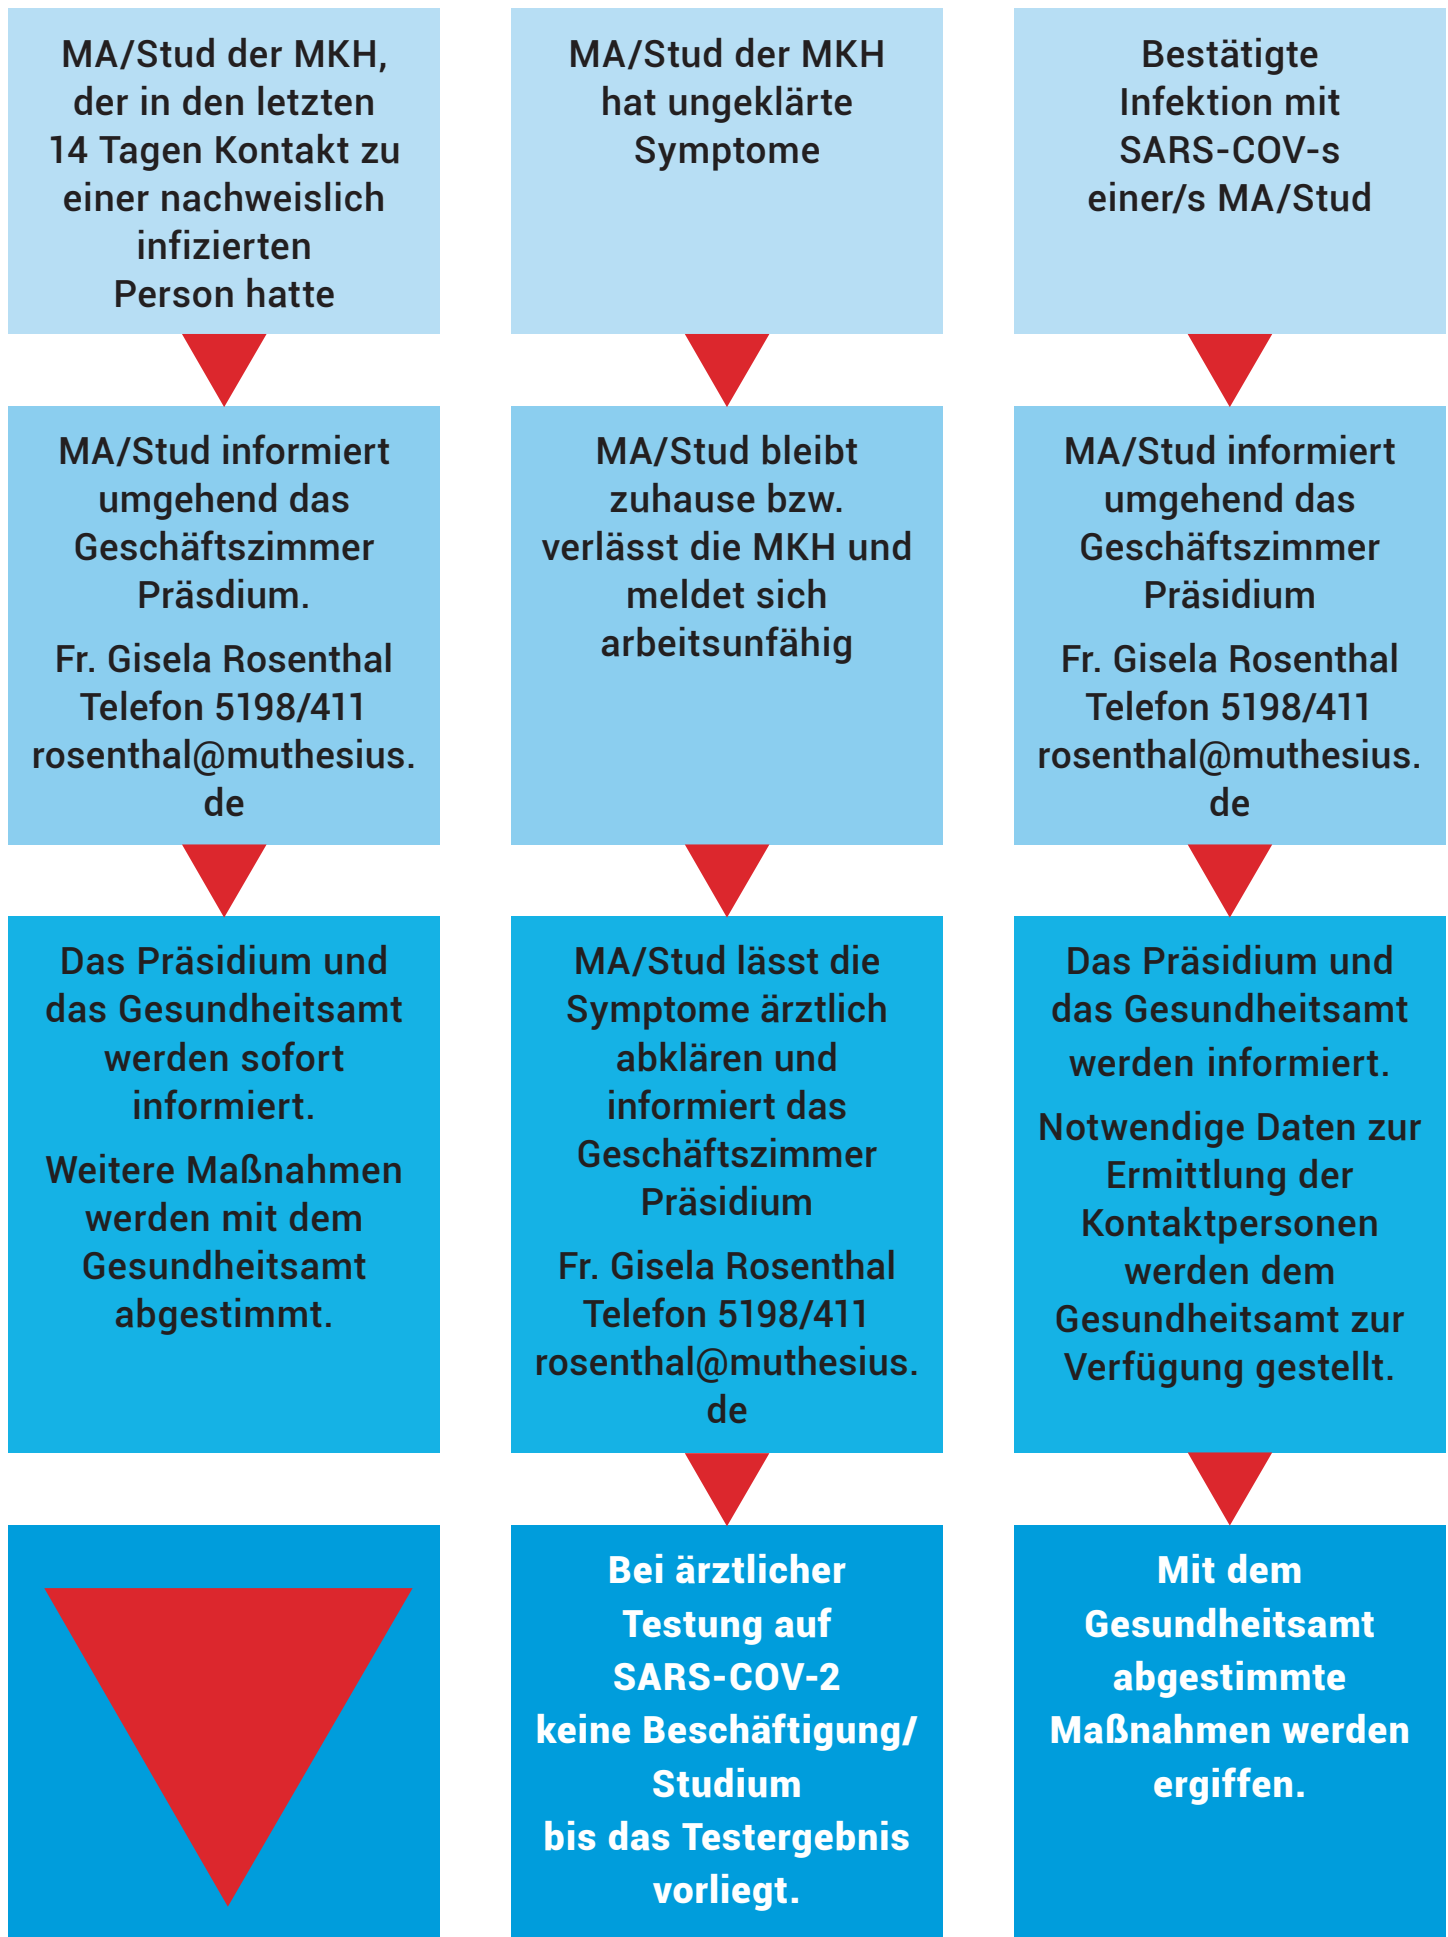 MA/Stud der MKH,
der in den letzten
14 Tagen Kontakt zu
einer nachweislich
infizierten
Person hatte
MA/Stud informiert
umgehend das
Geschäftszimmer
Präsdium.
Fr. Gisela Rosenthal
Telefon 5198/411
rosenthal@muthesius.
de
Das Präsidium und
das Gesundheitsamt
werden sofort
informiert.
Weitere Maßnahmen
werden mit dem
Gesundheitsamt
abgestimmt.
MA/Stud der MKH
hat ungeklärte
Symptome
MA/Stud bleibt
zuhause bzw.
verlässt die MKH und
meldet sich
arbeitsunfähig
MA/Stud lässt die
Symptome ärztlich
abklären und
informiert das
Geschäftszimmer
Präsidium
Fr. Gisela Rosenthal
Telefon 5198/411
rosenthal@muthesius.
de
Bei ärztlicher
Testung auf
SARS-COV-2
keine Beschäftigung/
Studium
bis das Testergebnis
vorliegt.
Bestätigte
Infektion mit
SARS-COV-s
einer/s MA/Stud
MA/Stud informiert
umgehend das
Geschäftszimmer
Präsidium
Fr. Gisela Rosenthal
Telefon 5198/411
rosenthal@muthesius.
de
Das Präsidium und
das Gesundheitsamt
werden informiert.
Notwendige Daten zur
Ermittlung der
Kontaktpersonen
werden dem
Gesundheitsamt zur
Verfügung gestellt.
Mit dem
Gesundheitsamt
abgestimmte
Maßnahmen werden
ergiffen.